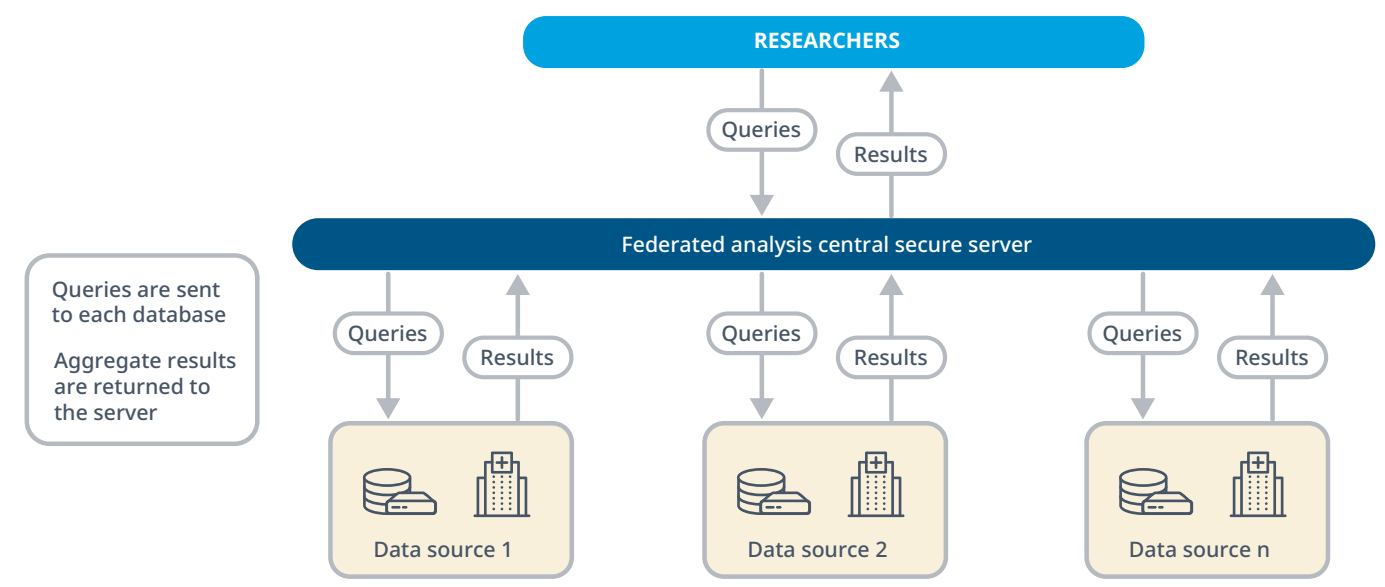 RESEARCHERS
Queries
Results
Federated analysis central secure server
Queries are sent
to each database
Aggregate results
are returned to
the server
Queries
Results
Queries
Results
Queries
Results
Data source 1
Data source 2
Data source n